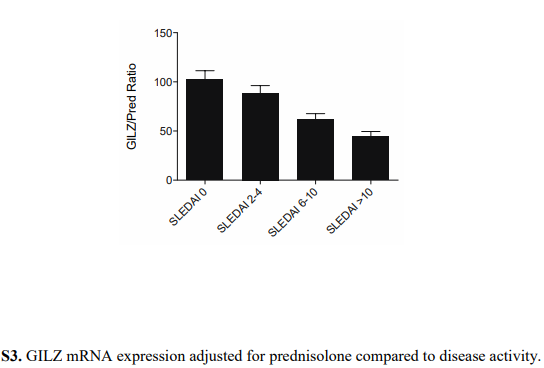 150
100
50
0
GILZ/Pred Ratio
SLEDAI 0
SLEDAI 2-4
SLEDAI 6-10
SLEDAI >10
S3. GILZ mRNA expression adjusted for prednisolone compared to disease activity.